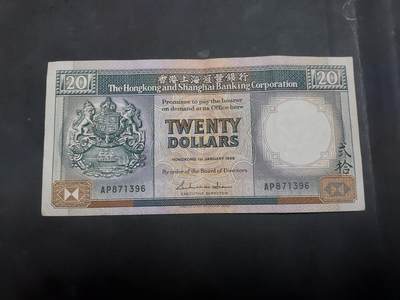 香港上海滙豐銀行
20
The Hongkong and Shanghai Banking Corporation
20
Promises to pay the bearer
on demand at its Office here
TWENTY
DOLLARS
HONGKONG 1ST JANUARY 1988
By order of the Board of Directors
AP871396
AP871396
貳拾